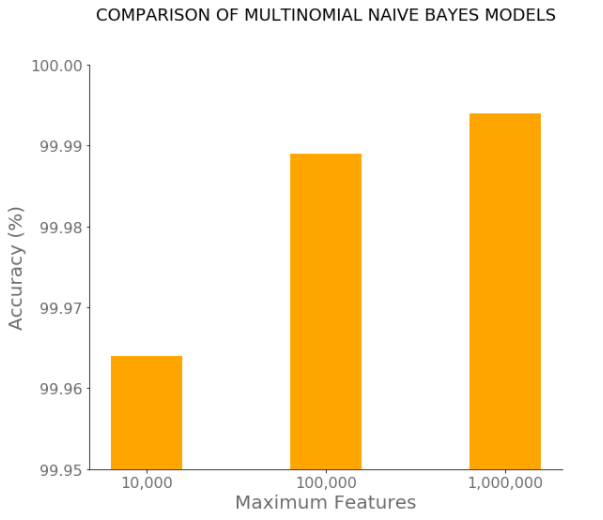 COMPARISON OF MULTINOMIAL NAIVE BAYES MODELS
100.00
99.99
99.98
99.97
99.96
99.95
Accuracy (%)
10,000 100,000 1,000,000
Maximum Features